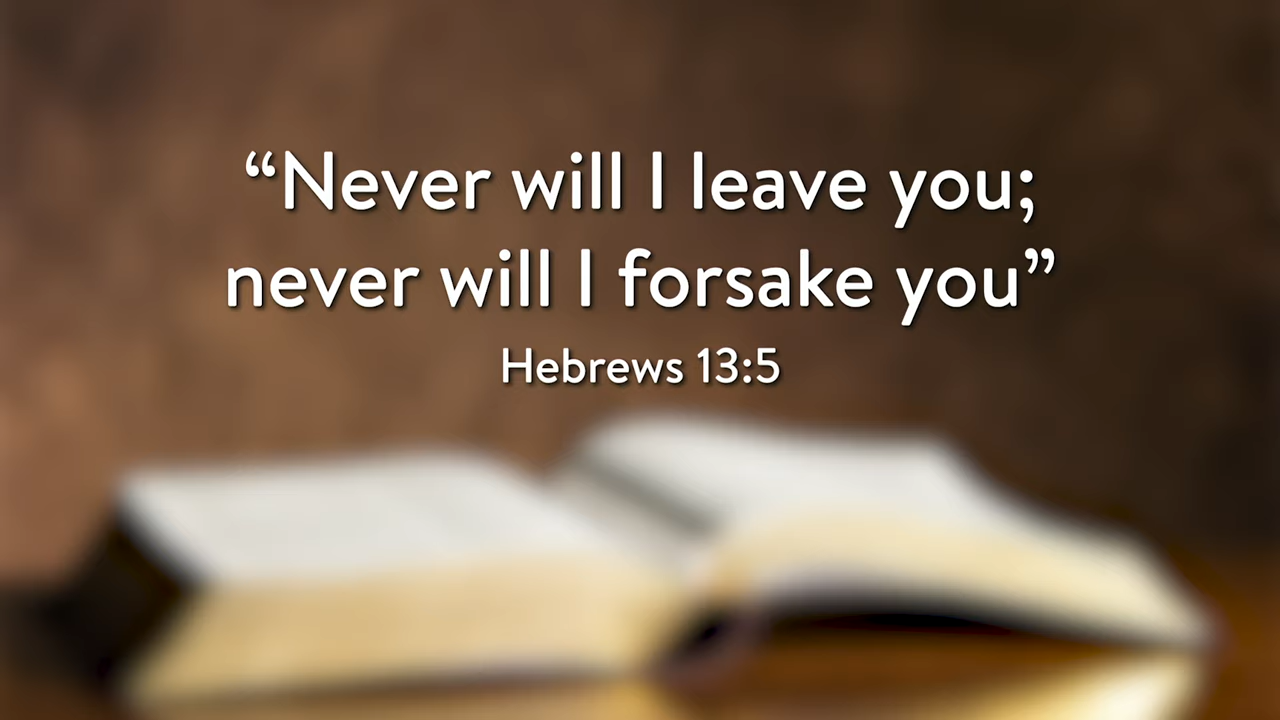 “Never will I leave you;
never will I forsake you”
Hebrews 13:5